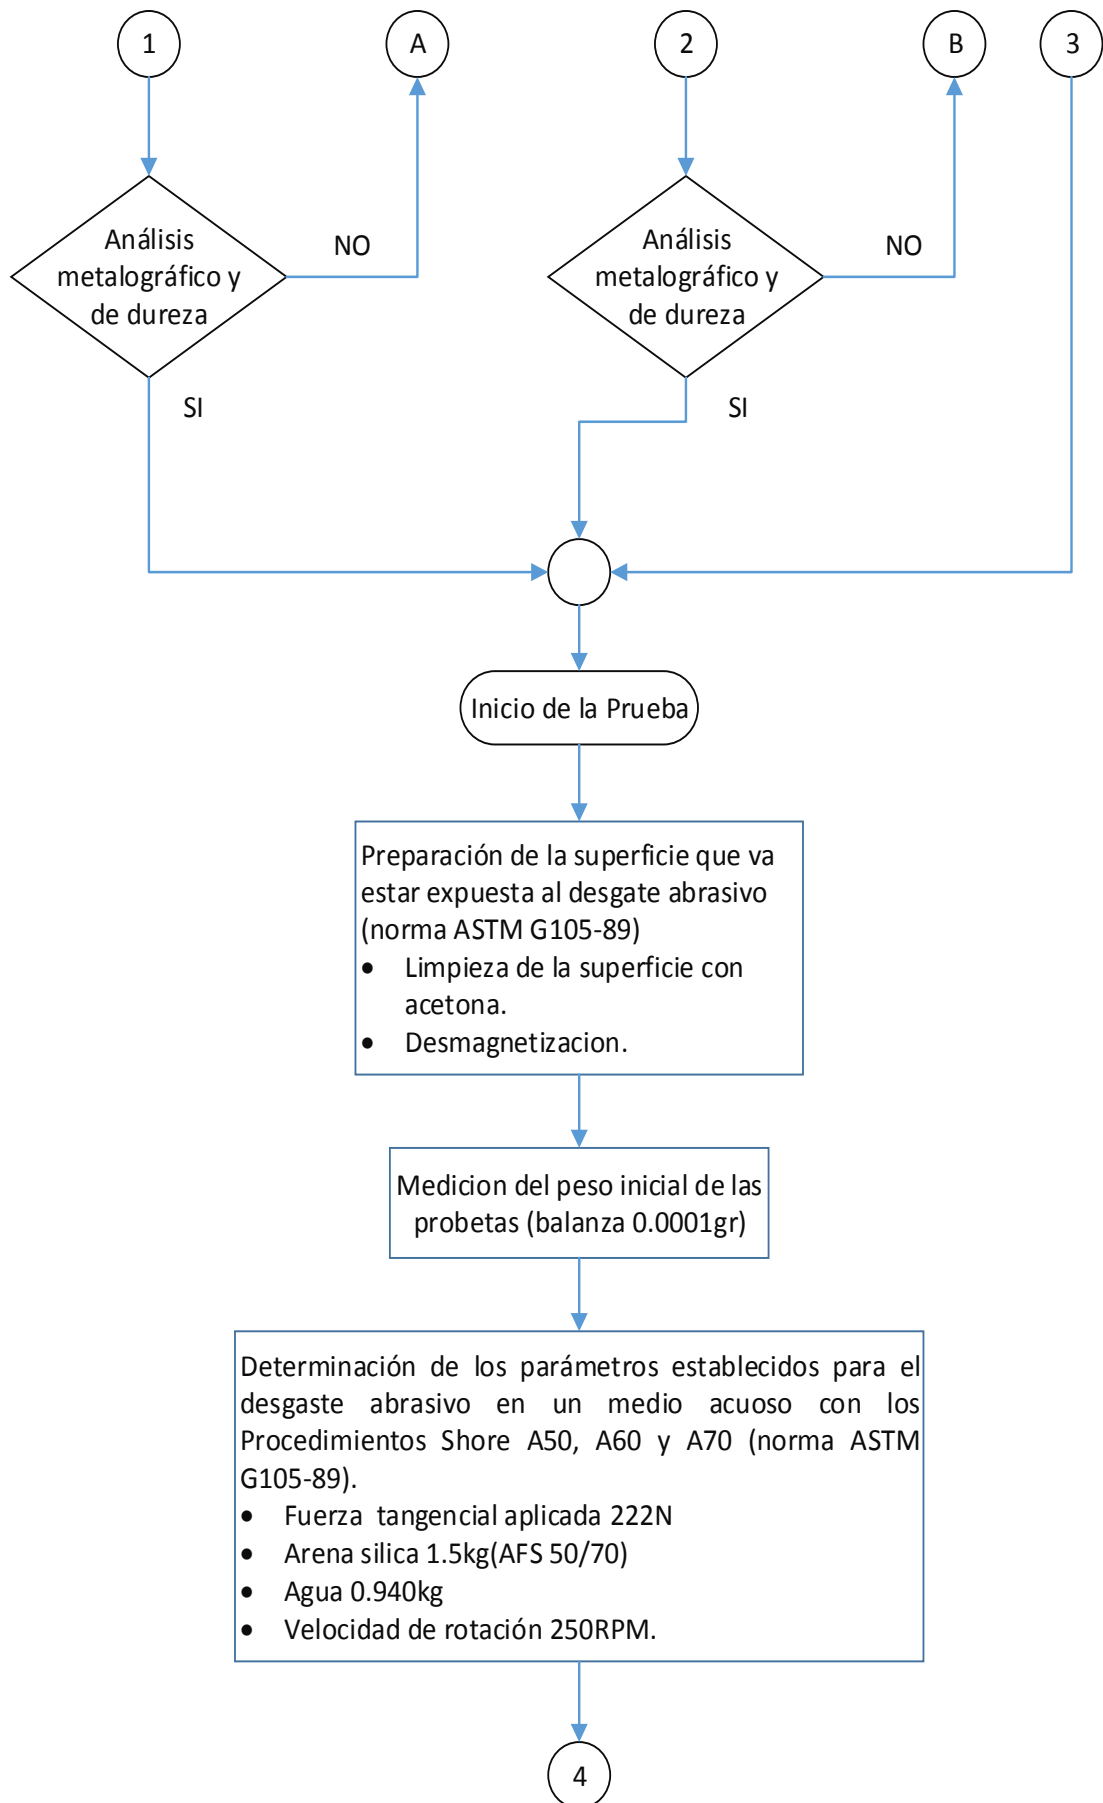 1
A
2
B
3
Análisis
metalográfico y
de dureza
NO
Análisis
metalográfico y
de dureza
NO
SI
SI
Inicio de la Prueba
Preparación de la superficie que va
estar expuesta al desgate abrasivo
(norma ASTM G105-89)
• Limpieza de la superficie con
acetona.
• Desmagnetizacion.
Medicion del peso inicial de las
probetas (balanza 0.0001gr)
Determinación de los parámetros establecidos para el
desgaste abrasivo en un medio acuoso con los
Procedimientos Shore A50, A60 y A70 (norma ASTM
G105-89).
• Fuerza tangencial aplicada 222N
• Arena silica 1.5kg(AFS 50/70)
• Agua 0.940kg
• Velocidad de rotación 250RPM.
4